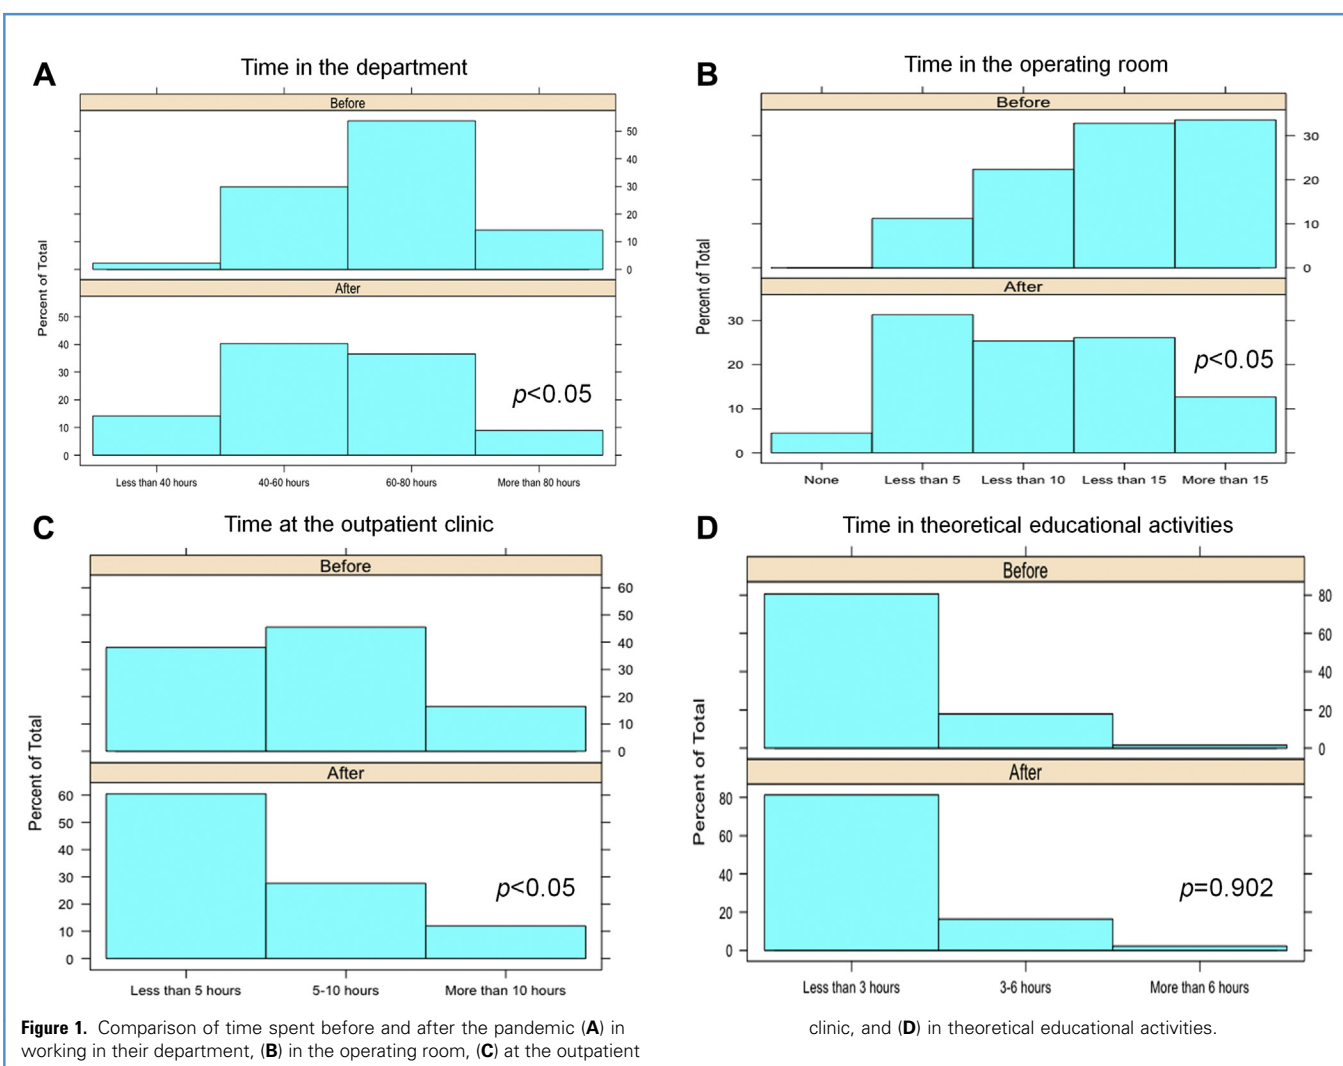 A
Time in the department
Before
50
40
30
20
10
0
After
Percent of Total
50
40
30
20
10
0
p<0.05
Less than 40 hours 40-60 hours 60-80 hours More than 80 hours
B
Time in the operating room
Before
30
20
10
0
After
Percent of Total
30
20
10
0
p<0.05
None Less than 5 Less than 10 Less than 15 More than 15
C
Time at the outpatient clinic
Before
60
50
40
30
20
10
0
After
Percent of Total
60
50
40
30
20
10
0
p<0.05
Less than 5 hours 5-10 hours More than 10 hours
D
Time in theoretical educational activities
Before
80
60
40
20
0
After
Percent of Total
80
60
40
20
0
p=0.902
Less than 3 hours 3-6 hours More than 6 hours
Figure 1. Comparison of time spent before and after the pandemic (A) in
working in their department, (B) in the operating room, (C) at the outpatient
clinic, and (D) in theoretical educational activities.